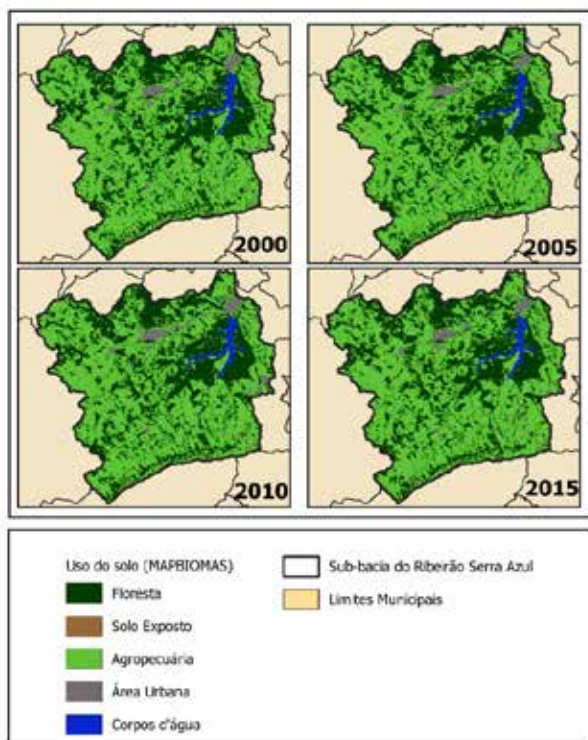 2000
2005
2010
2015
Uso do solo (MAPBIOMAS)
Floresta
Solo Exposto
Agropecuária
Área Urbana
Corpos d'água
Sub-bacia do Ribeirão Serra Azul
Limites Municipais